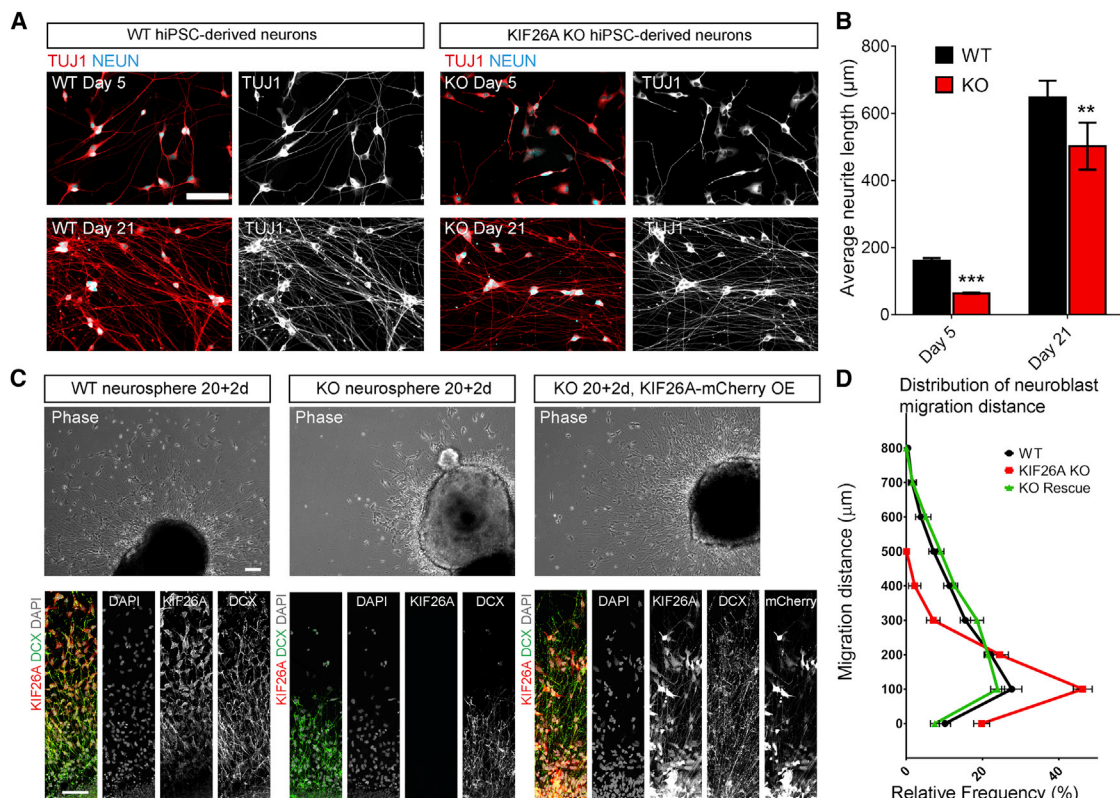 A
WT hiPSC-derived neurons
KIF26A KO hiPSC-derived neurons
TUJ1 NEUN
TUJ1 NEUN
WT Day 5
TUJ1
KO Day 5
TUJ1
WT Day 21
TUJ1
KO Day 21
TUJ1
B
800
600
400
200
0
Average neurite length (µm)
WT
KO
***
**
Day 5
Day 21
C
WT neurosphere 20+2d
KO neurosphere 20+2d
KO 20+2d, KIF26A-mCherry OE
Phase
Phase
Phase
KIF26A DCX DAPI
DAPI
KIF26A
DCX
KIF26A DCX DAPI
DAPI
KIF26A
DCX
KIF26A DCX DAPI
DAPI
KIF26A
DCX
mCherry
D
Distribution of neuroblast
migration distance
WT
KIF26A KO
KO Rescue
Migration distance (µm)
800
700
600
500
400
300
200
100
0
0
20
40
Relative Frequency (%)